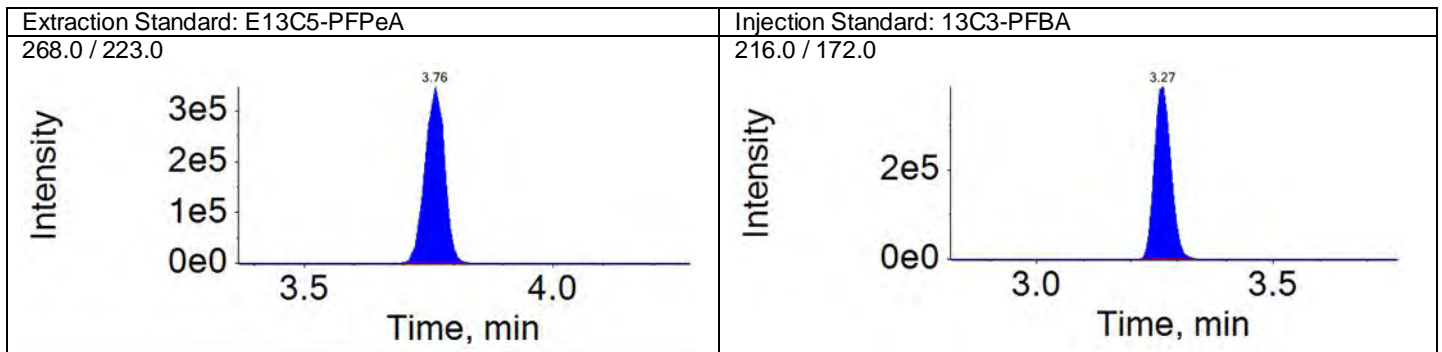 Extraction Standard: E13C5-PFPeA
268.0 / 223.0
3.76
Intensity
3e5
2e5
1e5
0e0
3.5 4.0
Time, min
Injection Standard: 13C3-PFBA
216.0 / 172.0
3.27
Intensity
2e5
0e0
3.0 3.5
Time, min